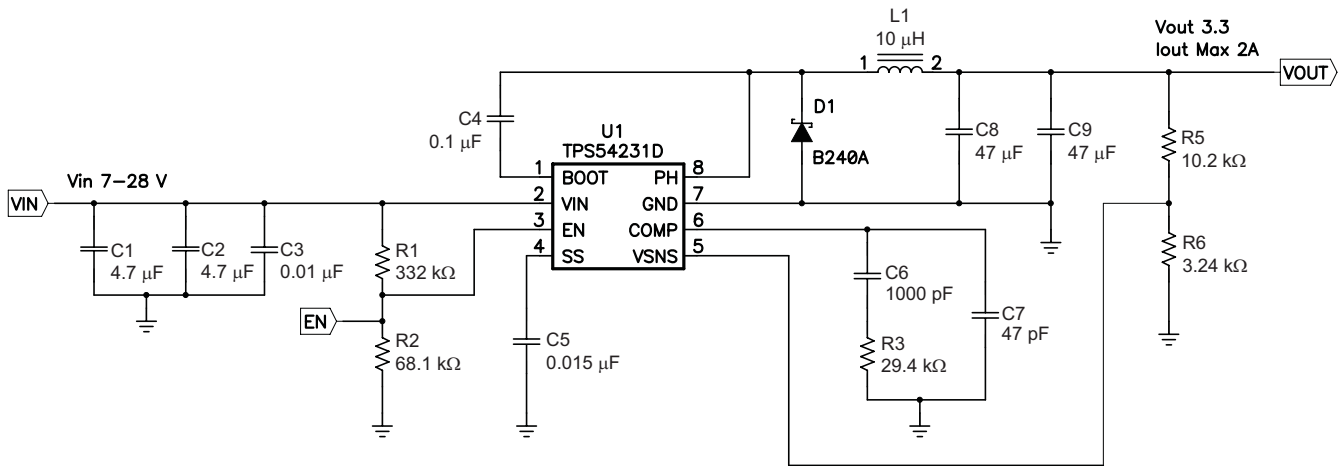 L1
10 μH
1
2
Vout 3.3
Iout Max 2A
VOUT
C4
0.1 μF
D1
B240A
C8
47 μF
C9
47 μF
R5
10.2 kΩ
U1
TPS54231D
1
BOOT
PH
8
Vin 7–28 V
VIN
2
VIN
GND
7
3
EN
COMP
6
4
SS
VSNS
5
C1
4.7 μF
C2
4.7 μF
C3
0.01 μF
R1
332 kΩ
R6
3.24 kΩ
C6
1000 pF
C7
47 pF
EN
R2
68.1 kΩ
C5
0.015 μF
R3
29.4 kΩ